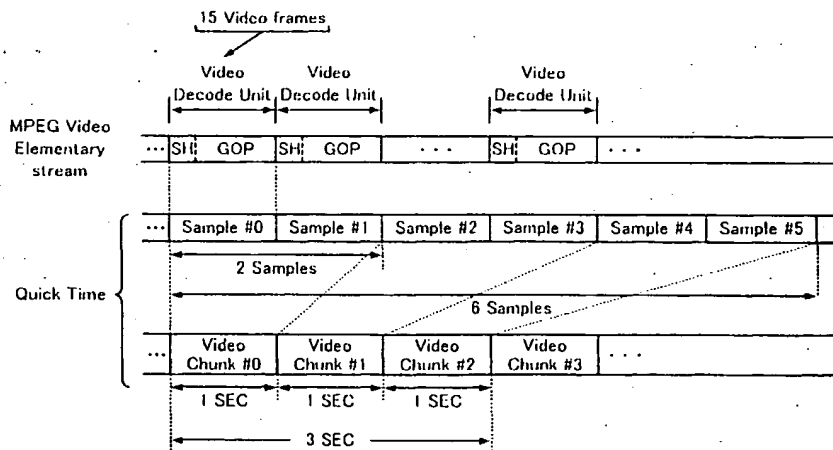 15 Video frames
Video Decode Unit
Video Decode Unit
Video Decode Unit
MPEG Video Elementary stream
··· SH GOP SH GOP ··· SH GOP ···
··· Sample #0 Sample #1 Sample #2 Sample #3 Sample #4 Sample #5 ···
2 Samples
Quick Time
6 Samples
··· Video Chunk #0 Video Chunk #1 Video Chunk #2 Video Chunk #3 ···
1 SEC 1 SEC 1 SEC
3 SEC